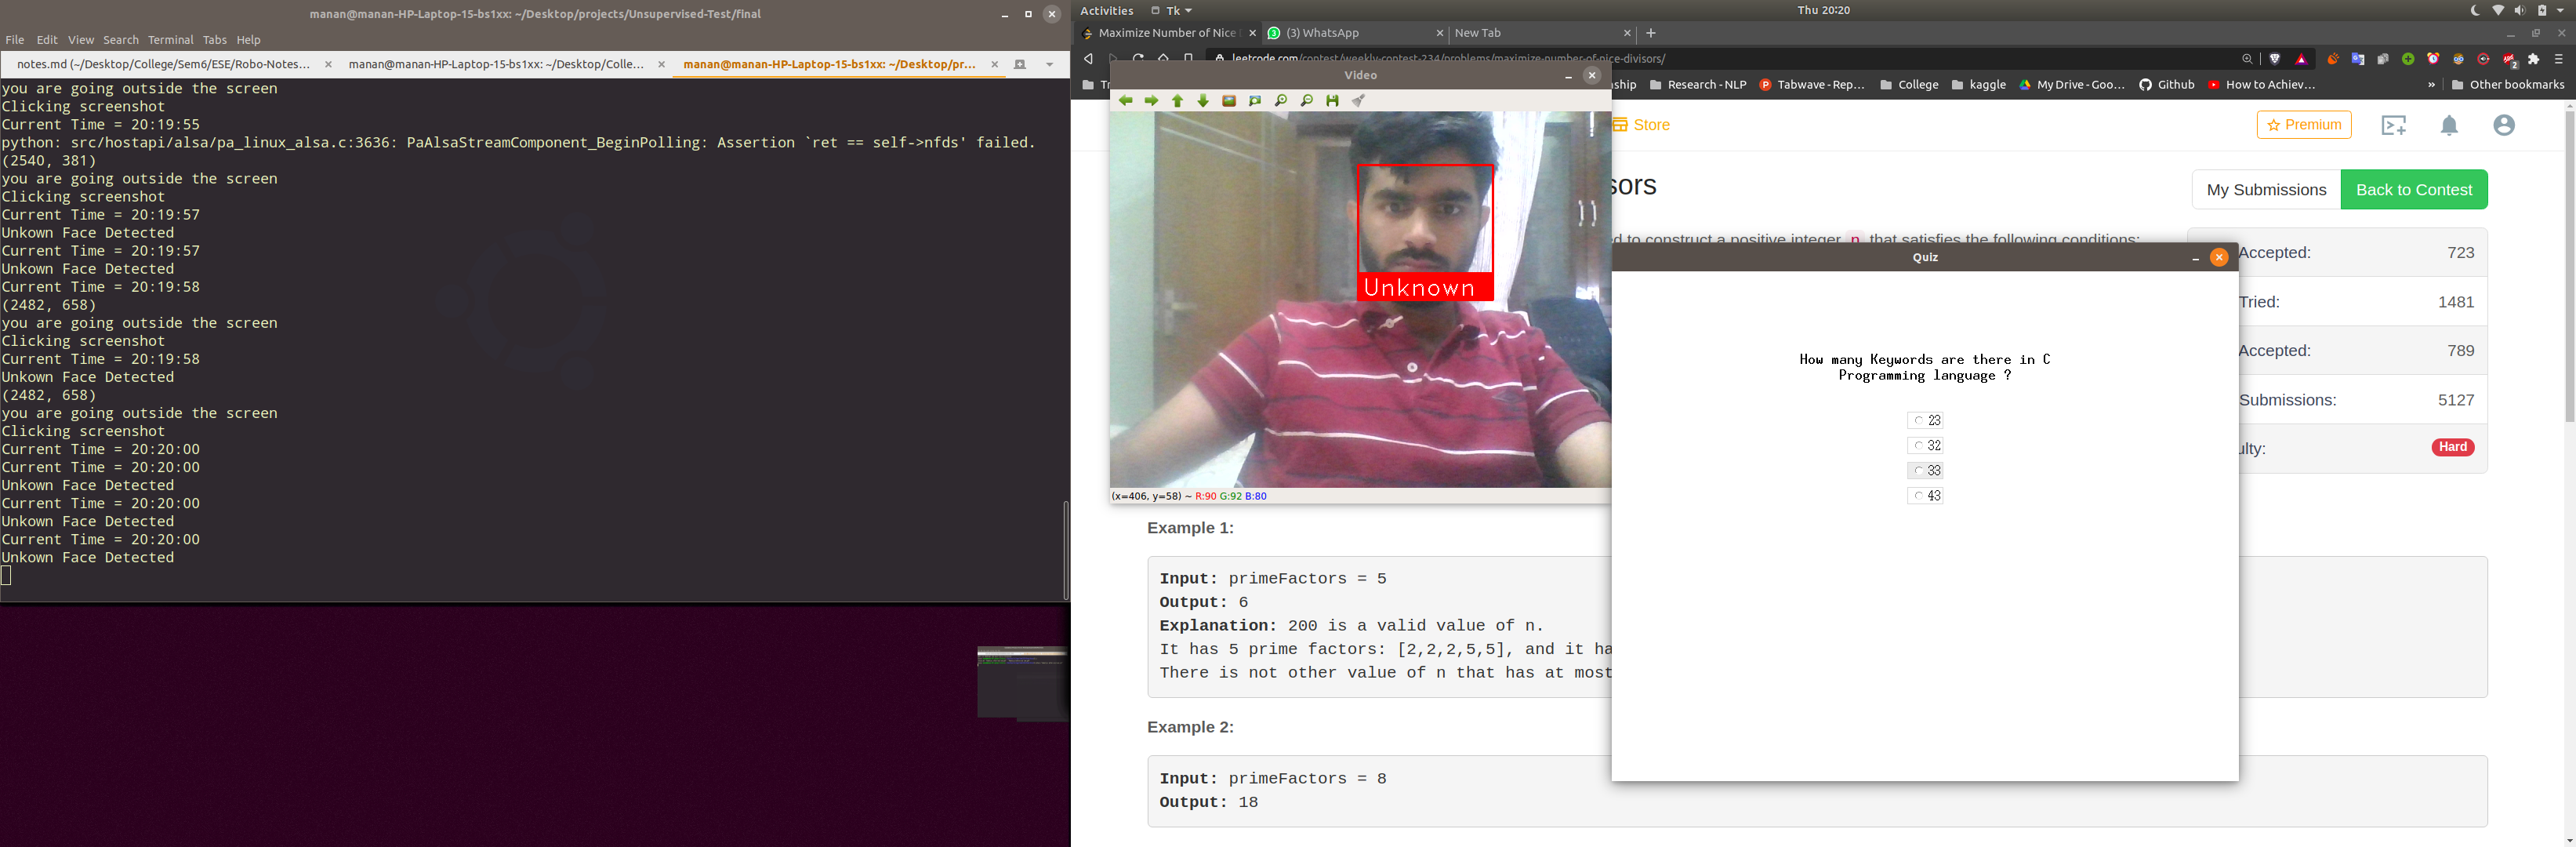 manan@manan-HP-Laptop-15-bs1xx: ~/Desktop/projects/Unsupervised-Test/final
File Edit View Search Terminal Tabs Help
notes.md (~/Desktop/College/Sem6/ESE/Robo-Notes...
manan@manan-HP-Laptop-15-bs1xx: ~/Desktop/Colle...
manan@manan-HP-Laptop-15-bs1xx: ~/Desktop/pr...
you are going outside the screen
Clicking screenshot
Current Time = 20:19:55
python: src/hostapi/alsa/pa_linux_alsa.c:3636: PaAlsaStreamComponent_BeginPolling: Assertion `ret == self->nfds' failed.
(2540, 381)
you are going outside the screen
Clicking screenshot
Current Time = 20:19:57
Unkown Face Detected
Current Time = 20:19:57
Unkown Face Detected
Current Time = 20:19:58
(2482, 658)
you are going outside the screen
Clicking screenshot
Current Time = 20:19:58
Unkown Face Detected
(2482, 658)
you are going outside the screen
Clicking screenshot
Current Time = 20:20:00
Current Time = 20:20:00
Unkown Face Detected
Current Time = 20:20:00
Unkown Face Detected
Current Time = 20:20:00
Unkown Face Detected
Activities Tk Thu 20:20
Maximize Number of Nice (3) WhatsApp New Tab
leetcode.com/contest/weekly-contest-234/problems/maximize-number-of-nice-divisors/
Tr nship Research - NLP Tabwave - Rep... College kaggle My Drive - Goo... Github How to Achiev... » Other bookmarks
Video
Store Premium
sors
My Submissions Back to Contest
d to construct a positive integer n that satisfies the following conditions:
Accepted: 723
Tried: 1481
Accepted: 789
Submissions: 5127
ulty: Hard
Unknown
(x=406, y=58) ~ R:90 G:92 B:80
Quiz
How many Keywords are there in C
Programming language ?
23
32
33
43
Example 1:
Input: primeFactors = 5
Output: 6
Explanation: 200 is a valid value of n.
It has 5 prime factors: [2,2,2,5,5], and it ha
There is not other value of n that has at most
Example 2:
Input: primeFactors = 8
Output: 18